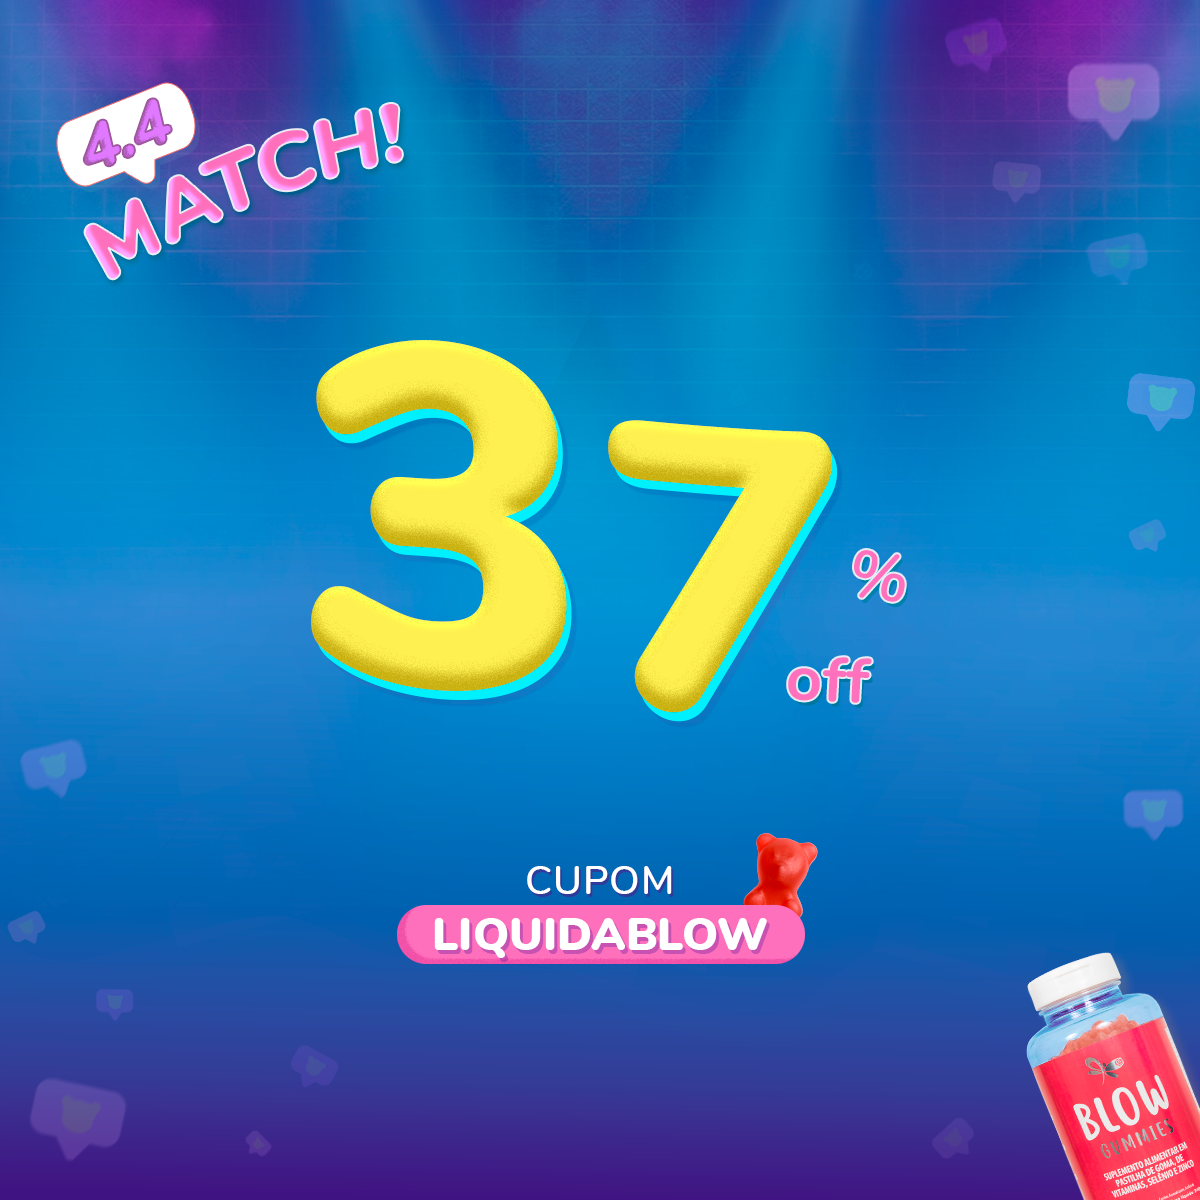 4.4
MATCH!
37
%
off
CUPOM
LIQUIDABLOW
BLOW
GUMMIES
SUPLEMENTO ALIMENTAR EM
PASTILHA DE GOMA, DE
VITAMINAS, SELÊNIO E ZINCO